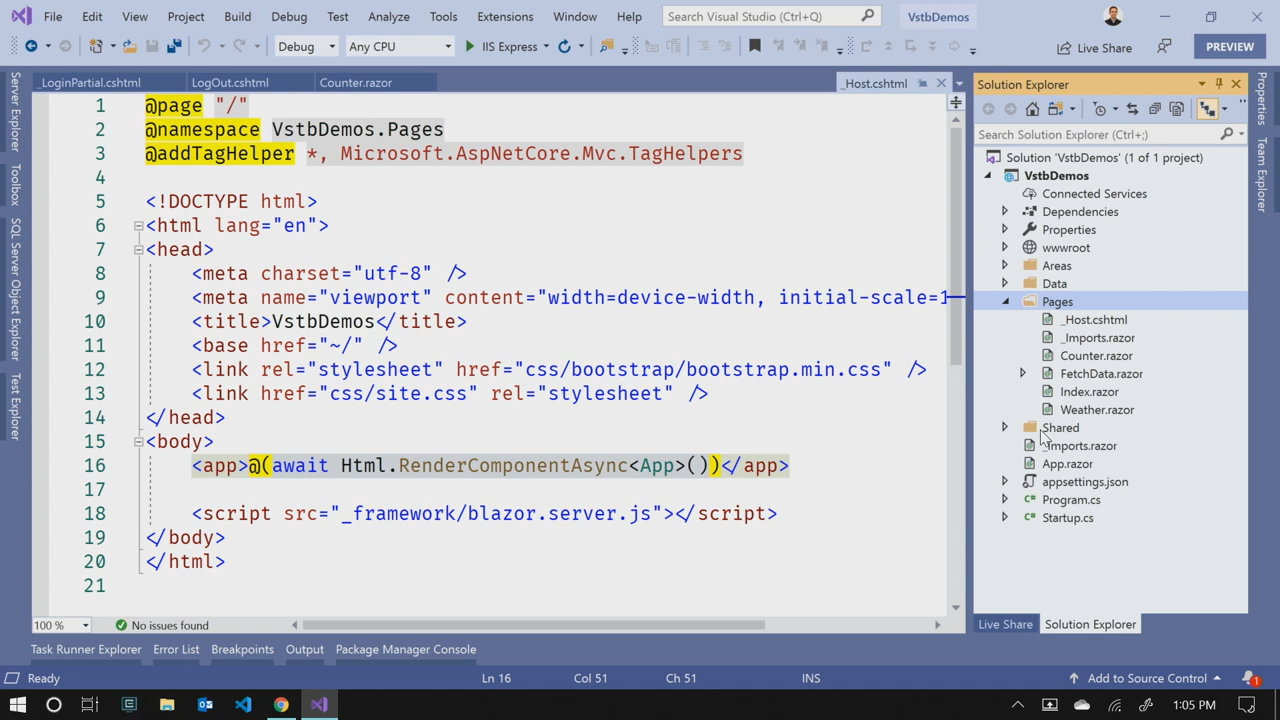 File Edit View Project Build Debug Test Analyze Tools Extensions Window Help Search Visual Studio (Ctrl+Q) VstbDemos
Debug Any CPU IIS Express Live Share PREVIEW
_LoginPartial.cshtml LogOut.cshtml Counter.razor _Host.cshtml
Server Explorer
Toolbox
SQL Server Object Explorer
Test Explorer
1 @page "/"
2 @namespace VstbDemos.Pages
3 @addTagHelper *, Microsoft.AspNetCore.Mvc.TagHelpers
4
5 <!DOCTYPE html>
6 <html lang="en">
7 <head>
8 <meta charset="utf-8" />
9 <meta name="viewport" content="width=device-width, initial-scale=1
10 <title>VstbDemos</title>
11 <base href="~/" />
12 <link rel="stylesheet" href="css/bootstrap/bootstrap.min.css" />
13 <link href="css/site.css" rel="stylesheet" />
14 </head>
15 <body>
16 <app>@(await Html.RenderComponentAsync<App>())</app>
17
18 <script src="_framework/blazor.server.js"></script>
19 </body>
20 </html>
21
100 % No issues found
Solution Explorer
Search Solution Explorer (Ctrl+;)
Solution 'VstbDemos' (1 of 1 project)
VstbDemos
Connected Services
Dependencies
Properties
wwwroot
Areas
Data
Pages
_Host.cshtml
_Imports.razor
Counter.razor
FetchData.razor
Index.razor
Weather.razor
Shared
_Imports.razor
App.razor
appsettings.json
C# Program.cs
C# Startup.cs
Live Share Solution Explorer
Properties
Team Explorer
Task Runner Explorer Error List Breakpoints Output Package Manager Console
Ready Ln 16 Col 51 Ch 51 INS Add to Source Control 1
1:05 PM